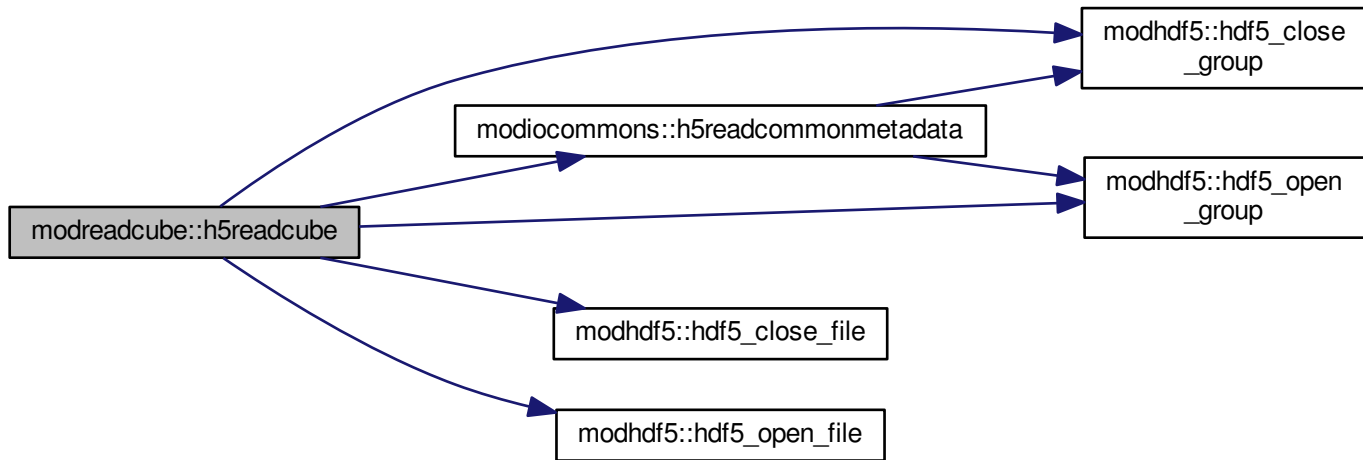 modhdf5::hdf5_close
_group
modiocommons::h5readcommonmetadata
modhdf5::hdf5_open
_group
modreadcube::h5readcube
modhdf5::hdf5_close_file
modhdf5::hdf5_open_file